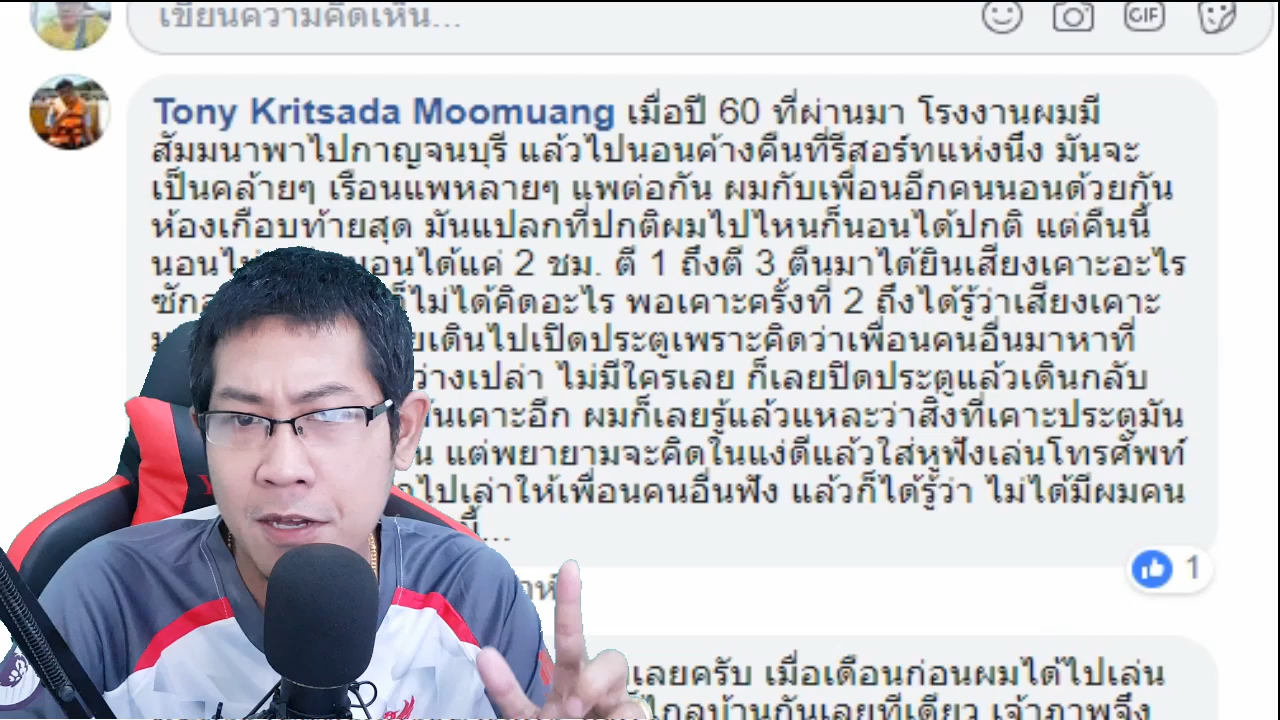 เขียนความคิดเห็น...
GIF
Tony Kritsada Moomuang เมื่อปี 60 ที่ผ่านมา โรงงานผมมี
สัมมนาพาไปกาญจนบุรี แล้วไปนอนค้างคืนที่รีสอร์ทแห่งนึง มันจะ
เป็นคล้ายๆ เรือนแพหลายๆ แพต่อกัน ผมกับเพื่อนอีกคนนอนด้วยกัน
ห้องเกือบท้ายสุด มันแปลกที่ปกติผมไปไหนก็นอนได้ปกติ แต่คืนนี้
นอนได้แค่ 2 ชม. ตี 1 ถึงตี 3 ตื่นมาได้ยินเสียงเคาะอะไร
ก็ไม่ได้คิดอะไร พอเคาะครั้งที่ 2 ถึงได้รู้ว่าเสียงเคาะ
เดินไปเปิดประตูเพราะคิดว่าเพื่อนคนอื่นมาหาที่
ว่างเปล่า ไม่มีใครเลย ก็เลยปิดประตูแล้วเดินกลับ
เคาะอีก ผมก็เลยรู้แล้วแหละว่าสิ่งที่เคาะประตูมัน
แต่พยายามจะคิดในแง่ดีแล้วใส่หูฟังเล่นโทรศัพท์
ไปเล่าให้เพื่อนคนอื่นฟัง แล้วก็ได้รู้ว่า ไม่ได้มีผมคน
1
เลยครับ เมื่อเดือนก่อนผมได้ไปเล่น
ไกลบ้านกันเลยทีเดียว เจ้าภาพจึง